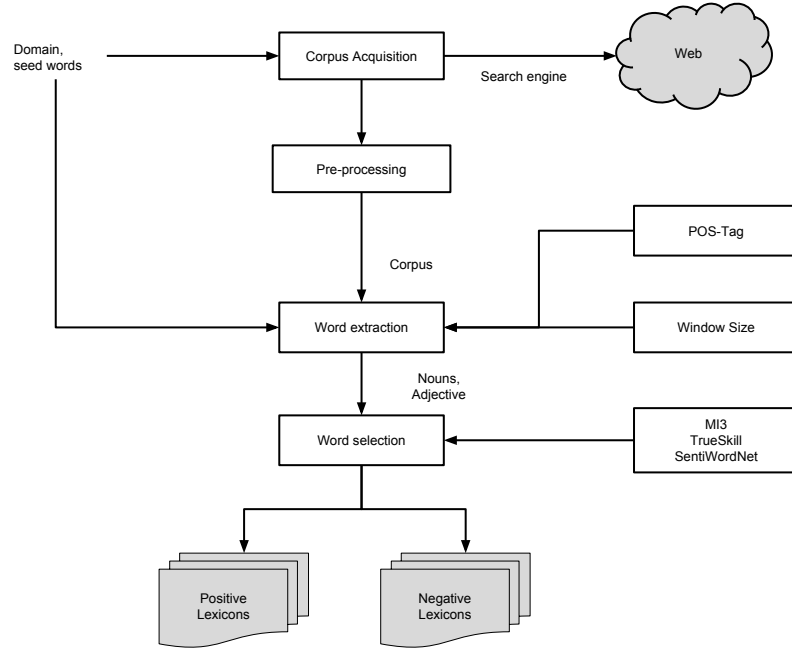 Domain,
seed words
Corpus Acquisition
Search engine
Web
Pre-processing
Corpus
POS-Tag
Word extraction
Window Size
Nouns,
Adjective
Word selection
MI3
TrueSkill
SentiWordNet
Positive
Lexicons
Negative
Lexicons